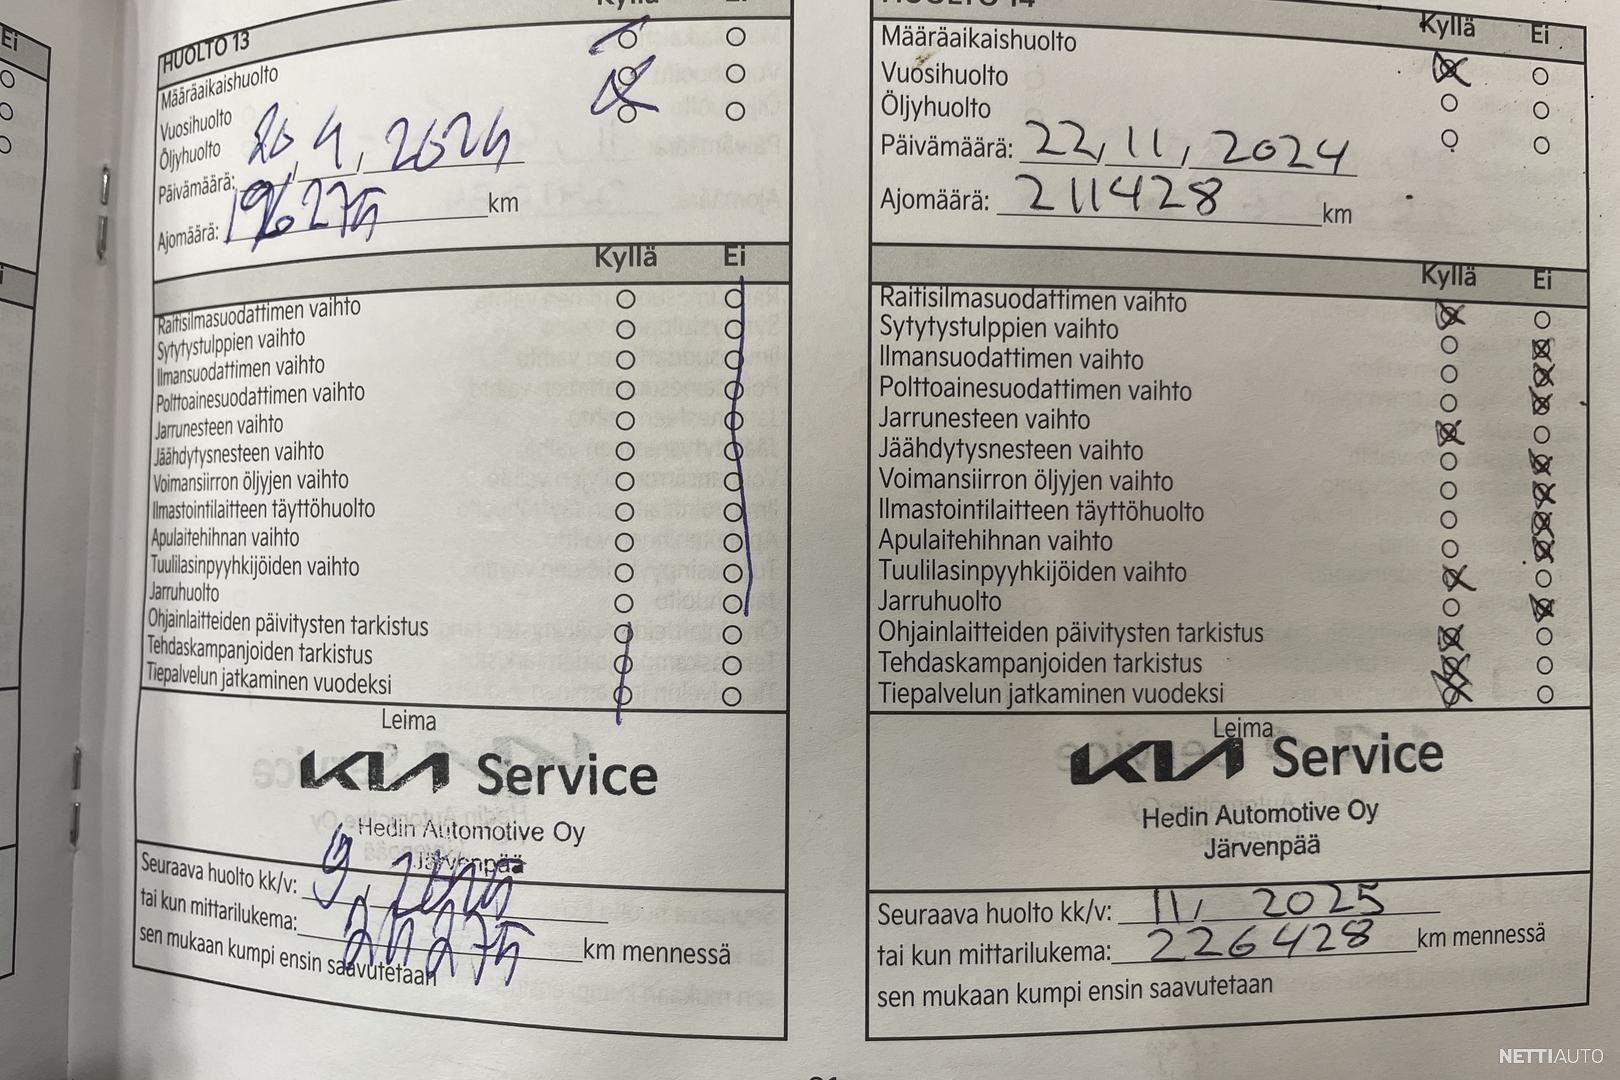 Ei
HUOLTO 13
Kyllä Ei
Määräaikaishuolto
Vuosihuolto
Öljyhuolto
Päivämäärä:
Ajomäärä: km
Kyllä Ei
Raitisilmasuodattimen vaihto
Sytytystulppien vaihto
Ilmansuodattimen vaihto
Polttoainesuodattimen vaihto
Jarrunesteen vaihto
Jäähdytysnesteen vaihto
Voimansiirron öljyjen vaihto
Ilmastointilaitteen täyttöhuolto
Apulaitehihnan vaihto
Tuulilasinpyyhkijöiden vaihto
Jarruhuolto
Ohjainlaitteiden päivitysten tarkistus
Tehdaskampanjoiden tarkistus
Tiepalvelun jatkaminen vuodeksi
Leima
KIA Service
Hedin Automotive Oy
Järvenpää
Seuraava huolto kk/v: 9,
tai kun mittarilukema: km mennessä
sen mukaan kumpi ensin saavutetaan
HUOLTO 14
Kyllä Ei
Määräaikaishuolto
Vuosihuolto
Öljyhuolto
Päivämäärä: 22, 11, 2024
Ajomäärä: 211428 km
Kyllä Ei
Raitisilmasuodattimen vaihto
Sytytystulppien vaihto
Ilmansuodattimen vaihto
Polttoainesuodattimen vaihto
Jarrunesteen vaihto
Jäähdytysnesteen vaihto
Voimansiirron öljyjen vaihto
Ilmastointilaitteen täyttöhuolto
Apulaitehihnan vaihto
Tuulilasinpyyhkijöiden vaihto
Jarruhuolto
Ohjainlaitteiden päivitysten tarkistus
Tehdaskampanjoiden tarkistus
Tiepalvelun jatkaminen vuodeksi
Leima
KIA Service
Hedin Automotive Oy
Järvenpää
Seuraava huolto kk/v: 11, 2025
tai kun mittarilukema: 226428 km mennessä
sen mukaan kumpi ensin saavutetaan
NETTIAUTO